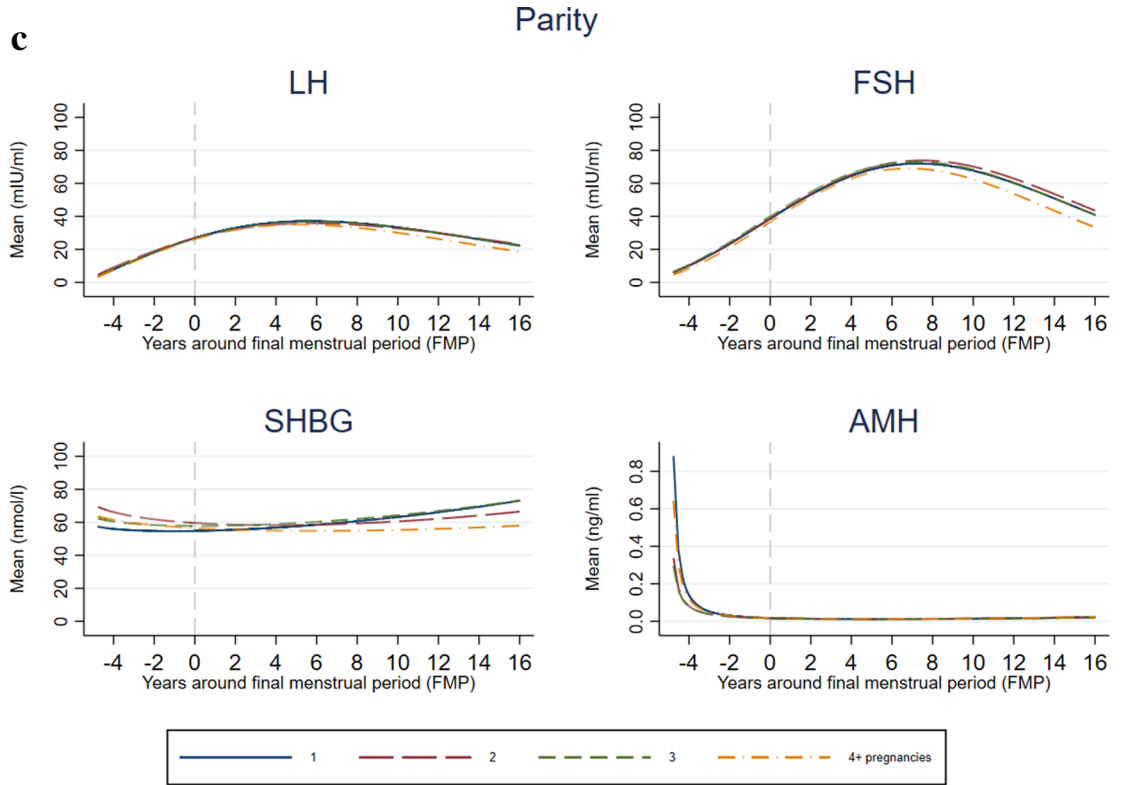 Parity
c
LH
FSH
Mean (mIU/ml)
100
80
60
40
20
0
-4 -2 0 2 4 6 8 10 12 14 16
Years around final menstrual period (FMP)
Mean (mIU/ml)
100
80
60
40
20
0
-4 -2 0 2 4 6 8 10 12 14 16
Years around final menstrual period (FMP)
SHBG
AMH
Mean (nmol/l)
100
80
60
40
20
0
-4 -2 0 2 4 6 8 10 12 14 16
Years around final menstrual period (FMP)
Mean (ng/ml)
0.8
0.6
0.4
0.2
0.0
-4 -2 0 2 4 6 8 10 12 14 16
Years around final menstrual period (FMP)
1 2 3 4+ pregnancies